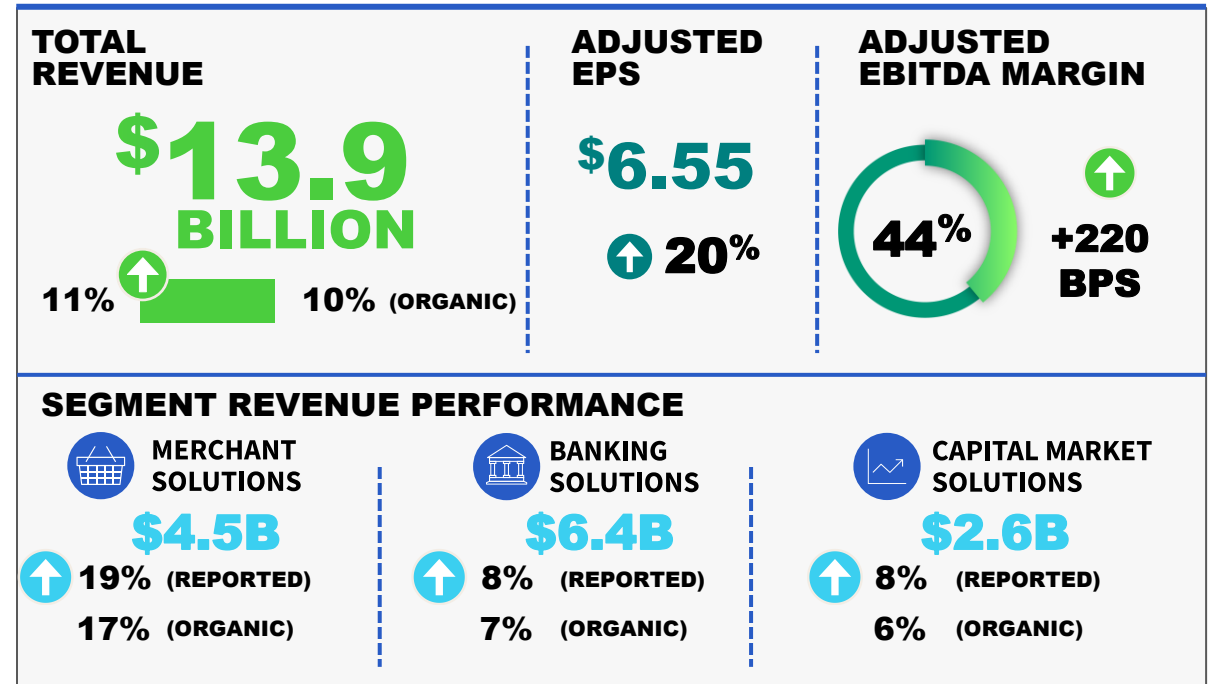 TOTAL
REVENUE
$13.9
BILLION
11%
10% (ORGANIC)
ADJUSTED
EPS
$6.55
20%
ADJUSTED
EBITDA MARGIN
44%
+220
BPS
SEGMENT REVENUE PERFORMANCE
MERCHANT
SOLUTIONS
$4.5B
19% (REPORTED)
17% (ORGANIC)
BANKING
SOLUTIONS
$6.4B
8% (REPORTED)
7% (ORGANIC)
CAPITAL MARKET
SOLUTIONS
$2.6B
8% (REPORTED)
6% (ORGANIC)